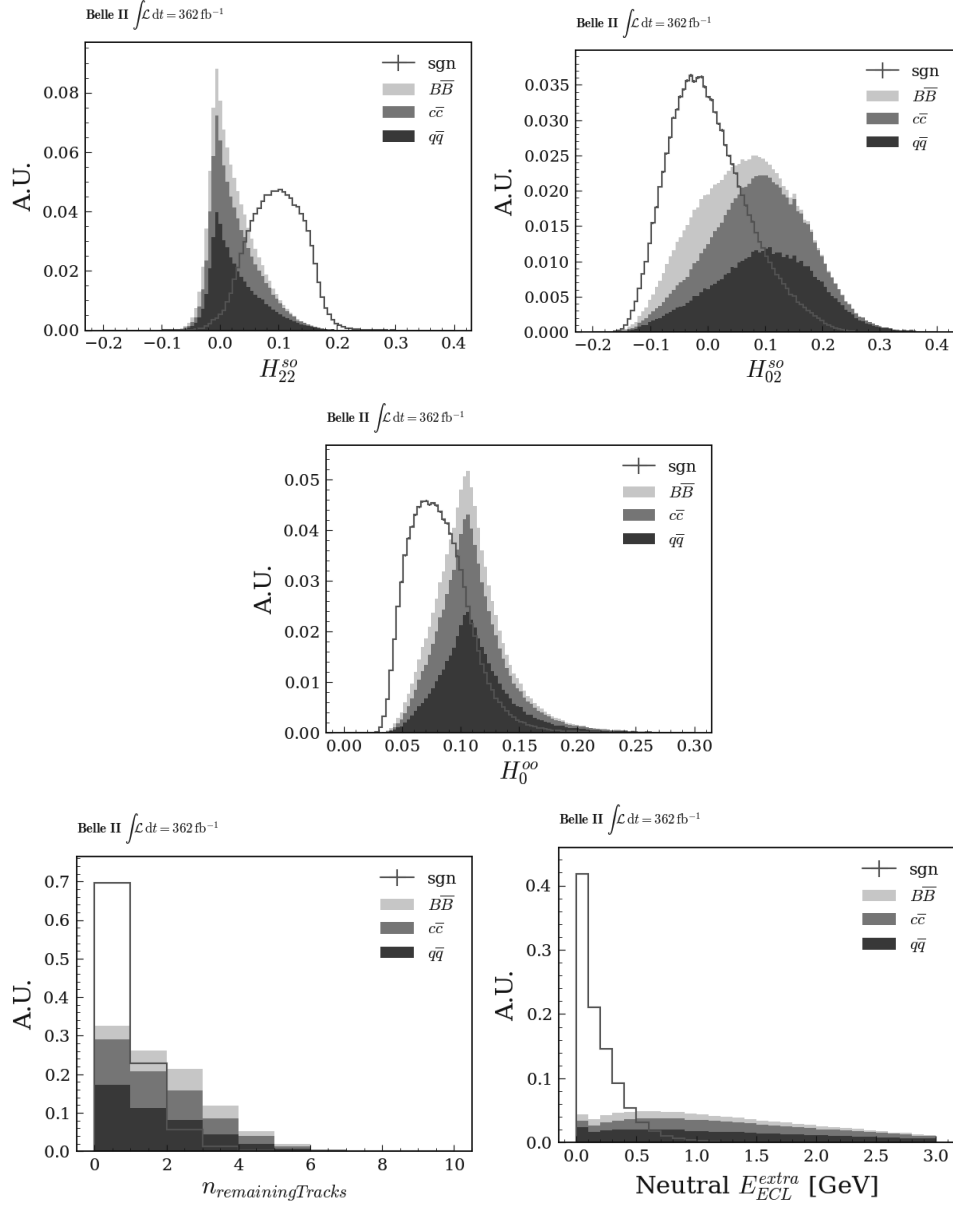 Belle II ∫ℒ dt = 362 fb⁻¹
sgn
BB̅
cc̅
qq̅
A.U.
0.08
0.06
0.04
0.02
0.00
−0.2 −0.1 0.0 0.1 0.2 0.3 0.4
H₂₂ˢᵒ
Belle II ∫ℒ dt = 362 fb⁻¹
sgn
BB̅
cc̅
qq̅
A.U.
0.035
0.030
0.025
0.020
0.015
0.010
0.005
0.000
−0.2 −0.1 0.0 0.1 0.2 0.3 0.4
H₀₂ˢᵒ
Belle II ∫ℒ dt = 362 fb⁻¹
sgn
BB̅
cc̅
qq̅
A.U.
0.05
0.04
0.03
0.02
0.01
0.00
0.00 0.05 0.10 0.15 0.20 0.25 0.30
H₀ᵒᵒ
Belle II ∫ℒ dt = 362 fb⁻¹
sgn
BB̅
cc̅
qq̅
A.U.
0.7
0.6
0.5
0.4
0.3
0.2
0.1
0.0
0 2 4 6 8 10
n_{remainingTracks}
Belle II ∫ℒ dt = 362 fb⁻¹
sgn
BB̅
cc̅
qq̅
A.U.
0.4
0.3
0.2
0.1
0.0
0.0 0.5 1.0 1.5 2.0 2.5 3.0
Neutral E_{ECL}^{extra} [GeV]